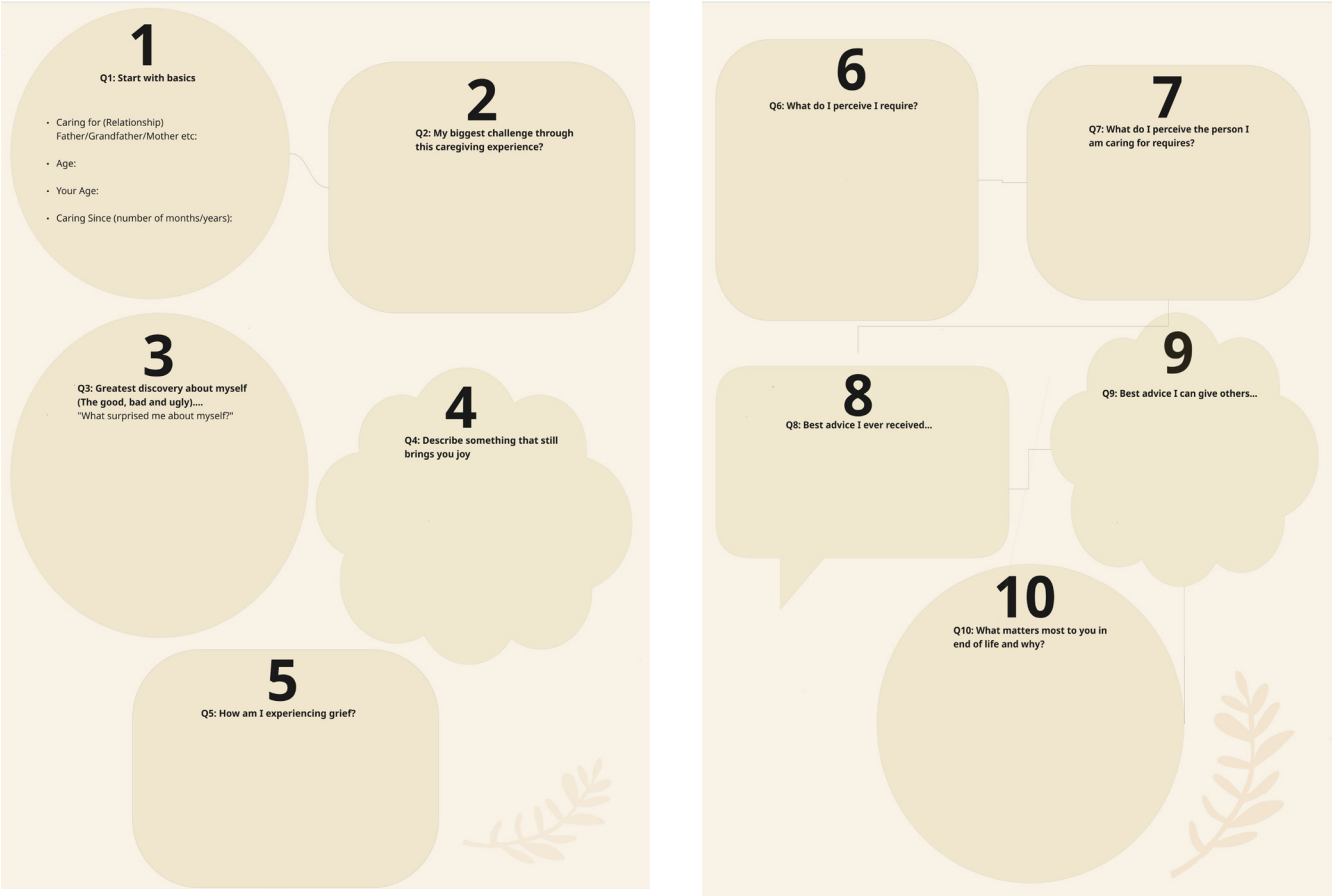 1
Q1: Start with basics
• Caring for (Relationship)
Father/Grandfather/Mother etc:
• Age:
• Your Age:
• Caring Since (number of months/years):
2
Q2: My biggest challenge through
this caregiving experience?
3
Q3: Greatest discovery about myself
(The good, bad and ugly)....
"What surprised me about myself?"
4
Q4: Describe something that still
brings you joy
5
Q5: How am I experiencing grief?
6
Q6: What do I perceive I require?
7
Q7: What do I perceive the person I
am caring for requires?
8
Q8: Best advice I ever received...
9
Q9: Best advice I can give others...
10
Q10: What matters most to you in
end of life and why?